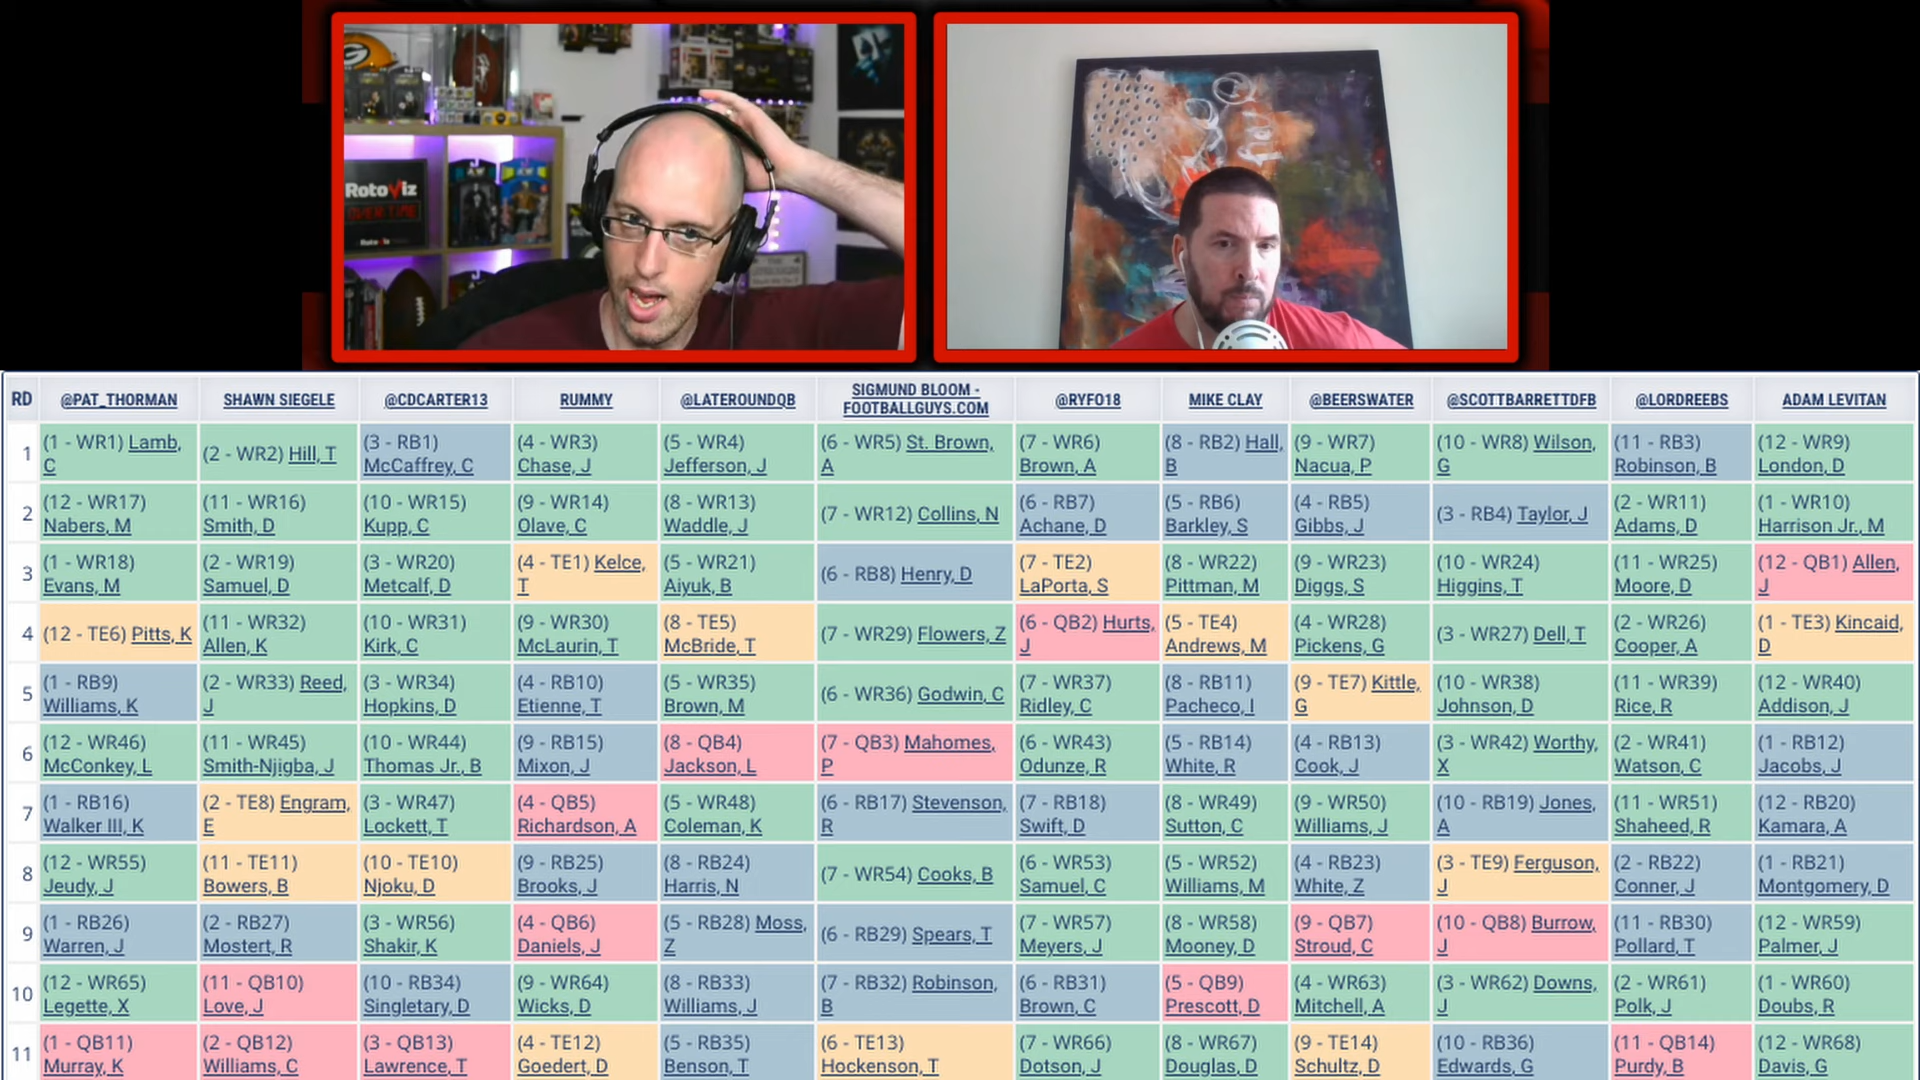 RotoViz
OVERTIME
RotoViz
RD @PAT_THORMAN SHAWN SIEGELE @CDCARTER13 RUMMY @LATEROUNDQB SIGMUND BLOOM - FOOTBALLGUYS.COM @RYFO18 MIKE CLAY @BEERSWATER @SCOTTBARRETTDFB @LORDREEBS ADAM LEVITAN
1 (1 - WR1) Lamb, C (2 - WR2) Hill, T (3 - RB1) McCaffrey, C (4 - WR3) Chase, J (5 - WR4) Jefferson, J (6 - WR5) St. Brown, A (7 - WR6) Brown, A (8 - RB2) Hall, B (9 - WR7) Nacua, P (10 - WR8) Wilson, G (11 - RB3) Robinson, B (12 - WR9) London, D
2 (12 - WR17) Nabers, M (11 - WR16) Smith, D (10 - WR15) Kupp, C (9 - WR14) Olave, C (8 - WR13) Waddle, J (7 - WR12) Collins, N (6 - RB7) Achane, D (5 - RB6) Barkley, S (4 - RB5) Gibbs, J (3 - RB4) Taylor, J (2 - WR11) Adams, D (1 - WR10) Harrison Jr., M
3 (1 - WR18) Evans, M (2 - WR19) Samuel, D (3 - WR20) Metcalf, D (4 - TE1) Kelce, T (5 - WR21) Aiyuk, B (6 - RB8) Henry, D (7 - TE2) LaPorta, S (8 - WR22) Pittman, M (9 - WR23) Diggs, S (10 - WR24) Higgins, T (11 - WR25) Moore, D (12 - QB1) Allen, J
4 (12 - TE6) Pitts, K (11 - WR32) Allen, K (10 - WR31) Kirk, C (9 - WR30) McLaurin, T (8 - TE5) McBride, T (7 - WR29) Flowers, Z (6 - QB2) Hurts, J (5 - TE4) Andrews, M (4 - WR28) Pickens, G (3 - WR27) Dell, T (2 - WR26) Cooper, A (1 - TE3) Kincaid, D
5 (1 - RB9) Williams, K (2 - WR33) Reed, J (3 - WR34) Hopkins, D (4 - RB10) Etienne, T (5 - WR35) Brown, M (6 - WR36) Godwin, C (7 - WR37) Ridley, C (8 - RB11) Pacheco, I (9 - TE7) Kittle, G (10 - WR38) Johnson, D (11 - WR39) Rice, R (12 - WR40) Addison, J
6 (12 - WR46) McConkey, L (11 - WR45) Smith-Njigba, J (10 - WR44) Thomas Jr., B (9 - RB15) Mixon, J (8 - QB4) Jackson, L (7 - QB3) Mahomes, P (6 - WR43) Odunze, R (5 - RB14) White, R (4 - RB13) Cook, J (3 - WR42) Worthy, X (2 - WR41) Watson, C (1 - RB12) Jacobs, J
7 (1 - RB16) Walker III, K (2 - TE8) Engram, E (3 - WR47) Lockett, T (4 - QB5) Richardson, A (5 - WR48) Coleman, K (6 - RB17) Stevenson, R (7 - RB18) Swift, D (8 - WR49) Sutton, C (9 - WR50) Williams, J (10 - RB19) Jones, A (11 - WR51) Shaheed, R (12 - RB20) Kamara, A
8 (12 - WR55) Jeudy, J (11 - TE11) Bowers, B (10 - TE10) Njoku, D (9 - RB25) Brooks, J (8 - RB24) Harris, N (7 - WR54) Cooks, B (6 - WR53) Samuel, C (5 - WR52) Williams, M (4 - RB23) White, Z (3 - TE9) Ferguson, J (2 - RB22) Conner, J (1 - RB21) Montgomery, D
9 (1 - RB26) Warren, J (2 - RB27) Mostert, R (3 - WR56) Shakir, K (4 - QB6) Daniels, J (5 - RB28) Moss, Z (6 - RB29) Spears, T (7 - WR57) Meyers, J (8 - WR58) Mooney, D (9 - QB7) Stroud, C (10 - QB8) Burrow, J (11 - RB30) Pollard, T (12 - WR59) Palmer, J
10 (12 - WR65) Legette, X (11 - QB10) Love, J (10 - RB34) Singletary, D (9 - WR64) Wicks, D (8 - RB33) Williams, J (7 - RB32) Robinson, B (6 - RB31) Brown, C (5 - QB9) Prescott, D (4 - WR63) Mitchell, A (3 - WR62) Downs, J (2 - WR61) Polk, J (1 - WR60) Doubs, R
11 (1 - QB11) Murray, K (2 - QB12) Williams, C (3 - QB13) Lawrence, T (4 - TE12) Goedert, D (5 - RB35) Benson, T (6 - TE13) Hockenson, T (7 - WR66) Dotson, J (8 - WR67) Douglas, D (9 - TE14) Schultz, D (10 - RB36) Edwards, G (11 - QB14) Purdy, B (12 - WR68) Davis, G